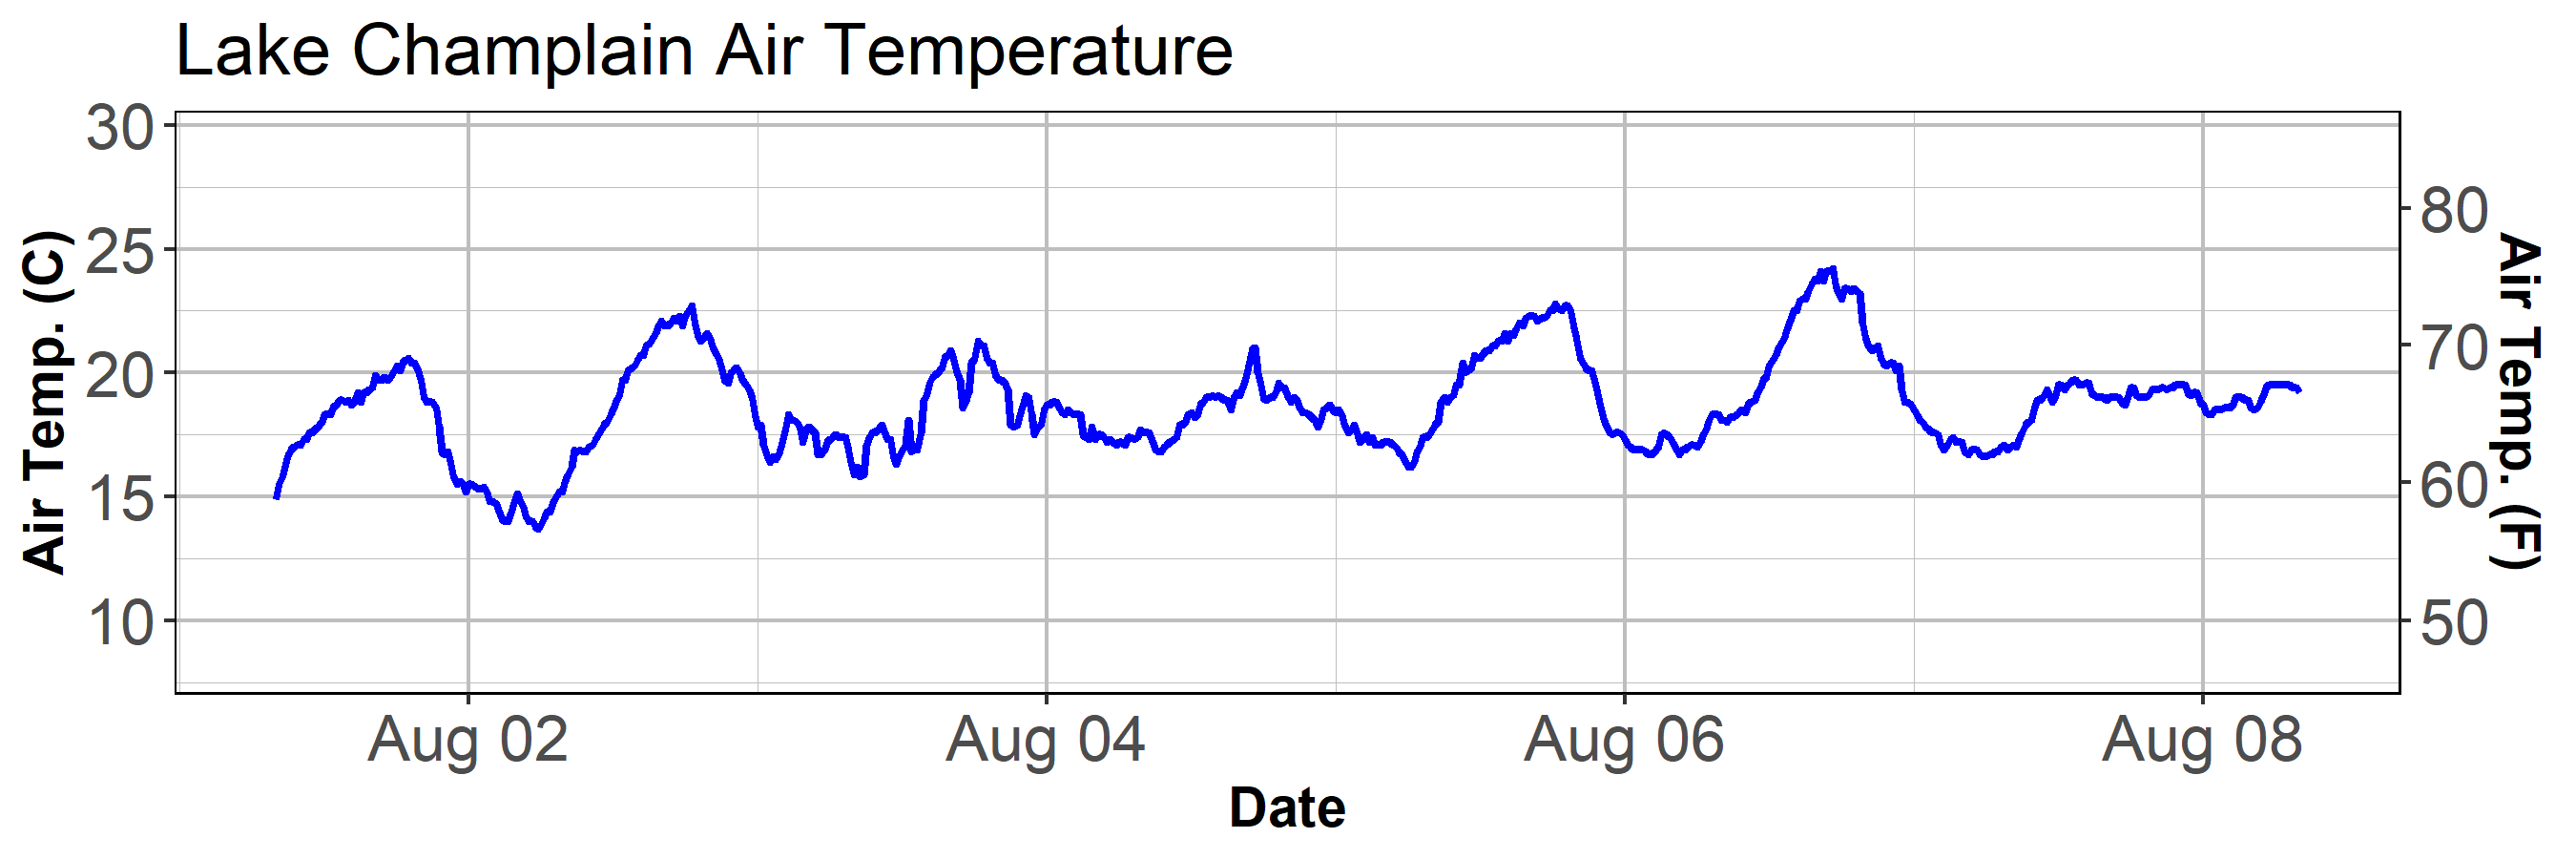 Lake Champlain Air Temperature
Air Temp. (C)
30
25
20
15
10
80
70
60
50
Air Temp. (F)
Aug 02
Aug 04
Aug 06
Aug 08
Date